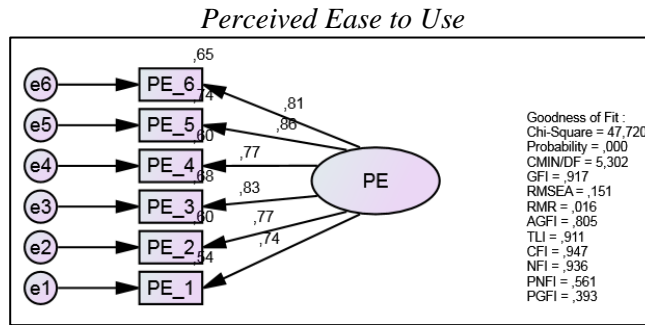 Perceived Ease to Use
,65
e6 PE_6 ,81
,74
e5 PE_5 ,86
,60
e4 PE_4 ,77
,68
e3 PE_3 ,83
,60
e2 PE_2 ,77
,54
e1 PE_1 ,74
PE
Goodness of Fit :
Chi-Square = 47,720
Probability = ,000
CMIN/DF = 5,302
GFI = ,917
RMSEA = ,151
RMR = ,016
AGFI = ,805
TLI = ,911
CFI = ,947
NFI = ,936
PNFI = ,561
PGFI = ,393